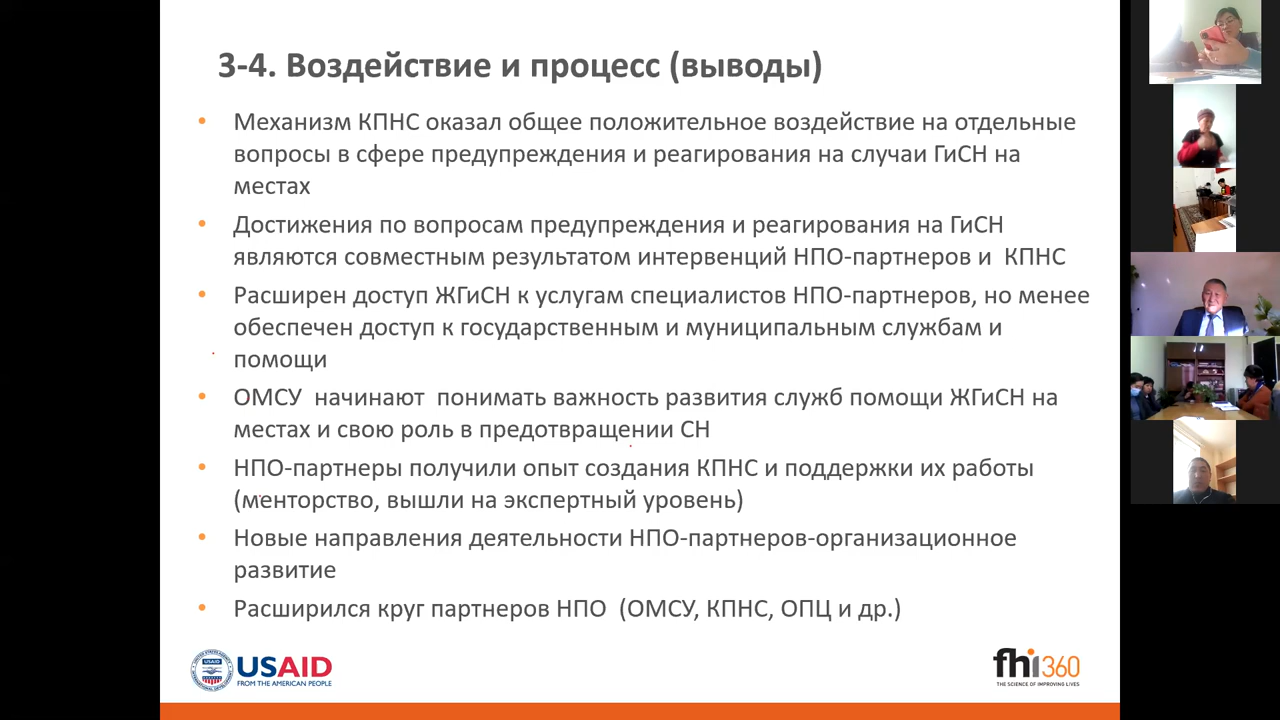 3-4. Воздействие и процесс (выводы)
• Механизм КПНС оказал общее положительное воздействие на отдельные
вопросы в сфере предупреждения и реагирования на случаи ГиСН на
местах
• Достижения по вопросам предупреждения и реагирования на ГиСН
являются совместным результатом интервенций НПО-партнеров и КПНС
• Расширен доступ ЖГиСН к услугам специалистов НПО-партнеров, но менее
обеспечен доступ к государственным и муниципальным службам и
помощи
• ОМСУ начинают понимать важность развития служб помощи ЖГиСН на
местах и свою роль в предотвращении СН
• НПО-партнеры получили опыт создания КПНС и поддержки их работы
(менторство, вышли на экспертный уровень)
• Новые направления деятельности НПО-партнеров-организационное
развитие
• Расширился круг партнеров НПО (ОМСУ, КПНС, ОПЦ и др.)
USAID
FROM THE AMERICAN PEOPLE
fhi 360
THE SCIENCE OF IMPROVING LIVES